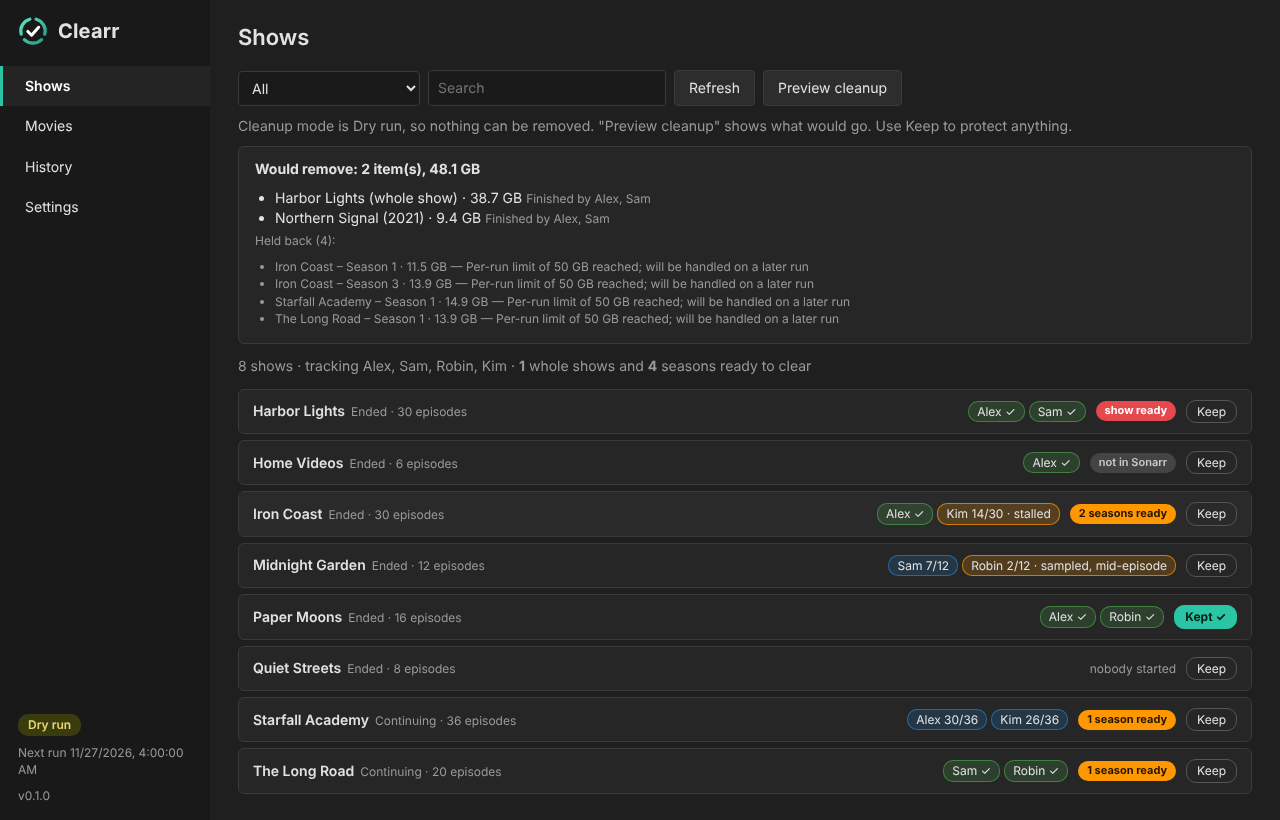 Clearr
Shows
Movies
History
Settings
Dry run
Next run 11/27/2026, 4:00:00
AM
v0.1.0
Shows
All
Search
Refresh
Preview cleanup
Cleanup mode is Dry run, so nothing can be removed. "Preview cleanup" shows what would go. Use Keep to protect anything.
Would remove: 2 item(s), 48.1 GB
• Harbor Lights (whole show) · 38.7 GB Finished by Alex, Sam
• Northern Signal (2021) · 9.4 GB Finished by Alex, Sam
Held back (4):
• Iron Coast – Season 1 · 11.5 GB — Per-run limit of 50 GB reached; will be handled on a later run
• Iron Coast – Season 3 · 13.9 GB — Per-run limit of 50 GB reached; will be handled on a later run
• Starfall Academy – Season 1 · 14.9 GB — Per-run limit of 50 GB reached; will be handled on a later run
• The Long Road – Season 1 · 13.9 GB — Per-run limit of 50 GB reached; will be handled on a later run
8 shows · tracking Alex, Sam, Robin, Kim · 1 whole shows and 4 seasons ready to clear
Harbor Lights Ended · 30 episodes Alex ✓ Sam ✓ show ready Keep
Home Videos Ended · 6 episodes Alex ✓ not in Sonarr Keep
Iron Coast Ended · 30 episodes Alex ✓ Kim 14/30 · stalled 2 seasons ready Keep
Midnight Garden Ended · 12 episodes Sam 7/12 Robin 2/12 · sampled, mid-episode Keep
Paper Moons Ended · 16 episodes Alex ✓ Robin ✓ Kept ✓
Quiet Streets Ended · 8 episodes nobody started Keep
Starfall Academy Continuing · 36 episodes Alex 30/36 Kim 26/36 1 season ready Keep
The Long Road Continuing · 20 episodes Sam ✓ Robin ✓ 1 season ready Keep